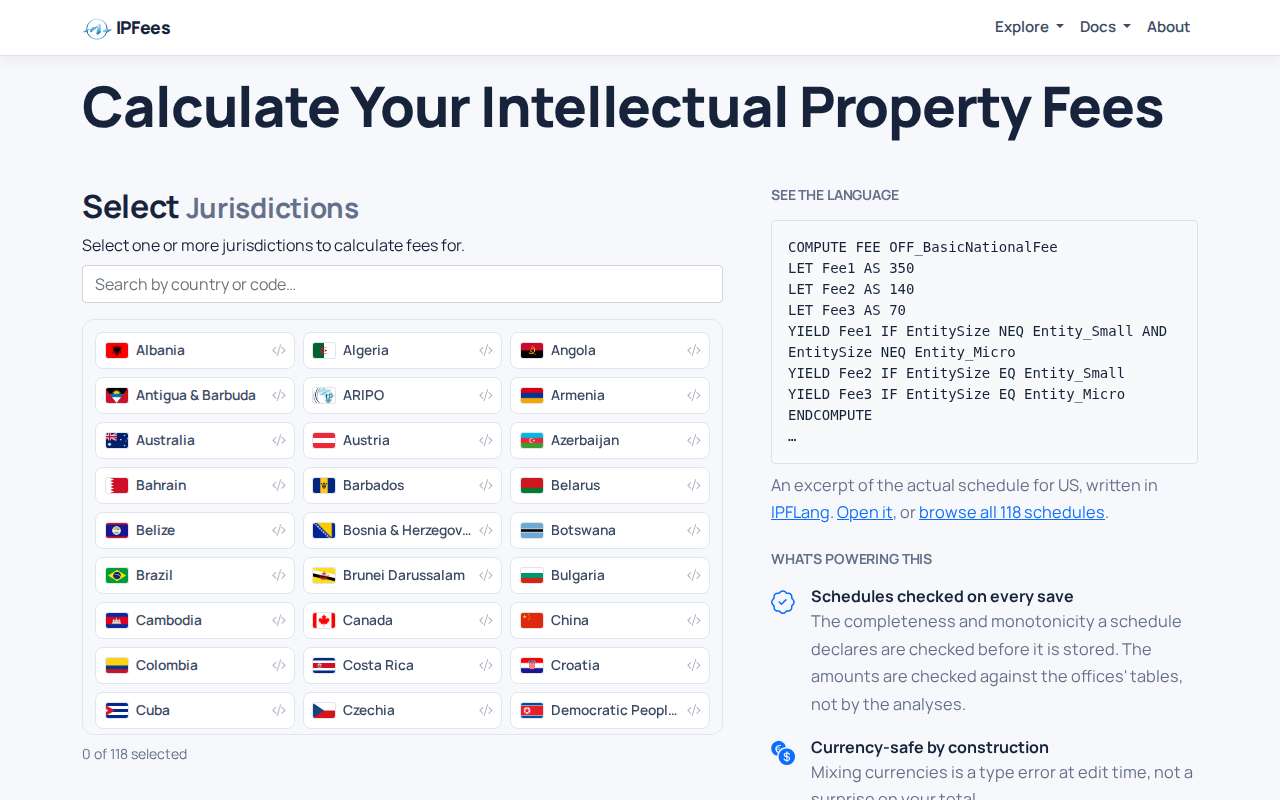 IPFees
Explore
Docs
About
Calculate Your Intellectual Property Fees
Select Jurisdictions
Select one or more jurisdictions to calculate fees for.
Search by country or code...
Albania
Algeria
Angola
Antigua & Barbuda
ARIPO
Armenia
Australia
Austria
Azerbaijan
Bahrain
Barbados
Belarus
Belize
Bosnia & Herzegov...
Botswana
Brazil
Brunei Darussalam
Bulgaria
Cambodia
Canada
China
Colombia
Costa Rica
Croatia
Cuba
Czechia
Democratic Peopl...
0 of 118 selected
SEE THE LANGUAGE
COMPUTE FEE OFF_BasicNationalFee
LET Fee1 AS 350
LET Fee2 AS 140
LET Fee3 AS 70
YIELD Fee1 IF EntitySize NEQ Entity_Small AND
EntitySize NEQ Entity_Micro
YIELD Fee2 IF EntitySize EQ Entity_Small
YIELD Fee3 IF EntitySize EQ Entity_Micro
ENDCOMPUTE
…
An excerpt of the actual schedule for US, written in
IPFLang. Open it, or browse all 118 schedules.
WHAT'S POWERING THIS
Schedules checked on every save
The completeness and monotonicity a schedule
declares are checked before it is stored. The
amounts are checked against the offices' tables,
not by the analyses.
Currency-safe by construction
Mixing currencies is a type error at edit time, not a
surprise on your total.